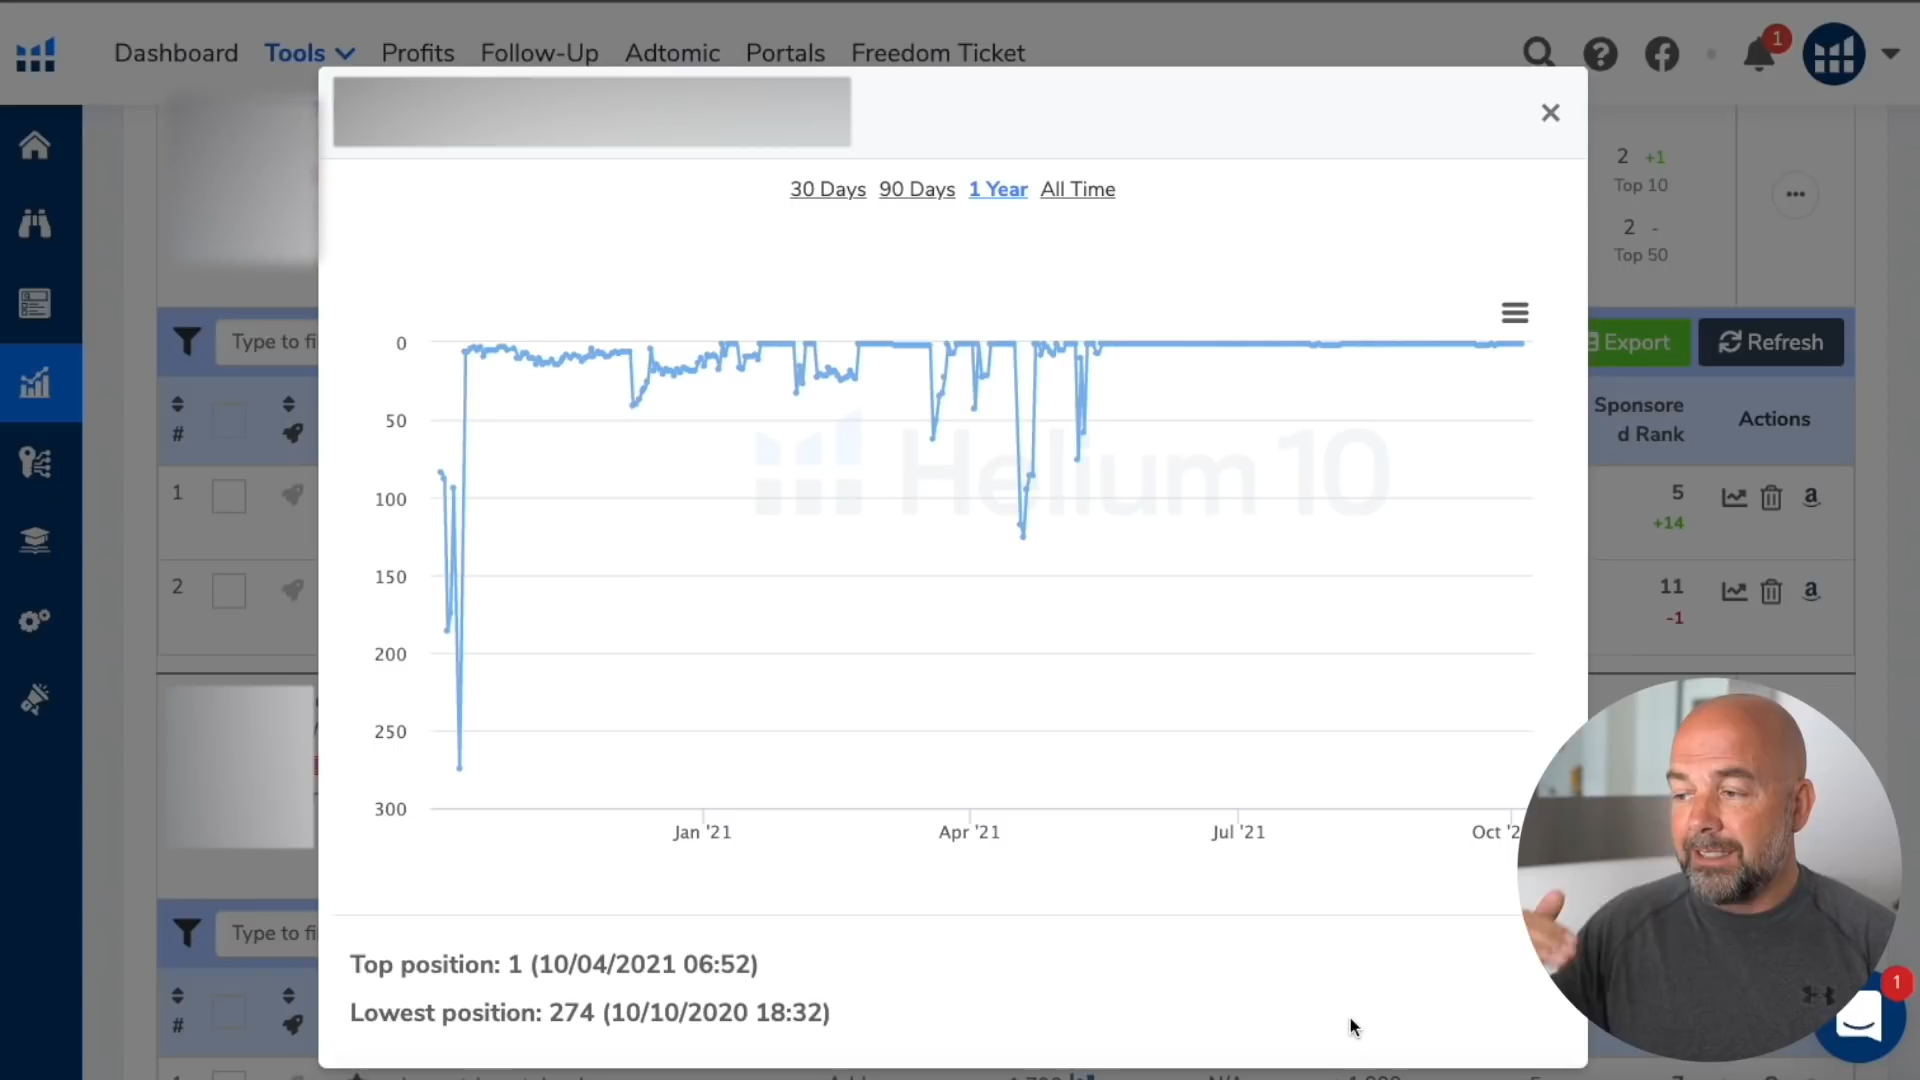 Dashboard Tools Profits Follow-Up Adtomic Portals Freedom Ticket
1
30 Days 90 Days 1 Year All Time
2 +1
Top 10
2 -
Top 50
Type to fi
Export
Refresh
#
Sponsore
d Rank
Actions
1
5
+14
2
11
-1
0
50
100
150
200
250
300
Helium 10
Jan '21
Apr '21
Jul '21
Oct '2
Type to fi
#
Top position: 1 (10/04/2021 06:52)
Lowest position: 274 (10/10/2020 18:32)
1